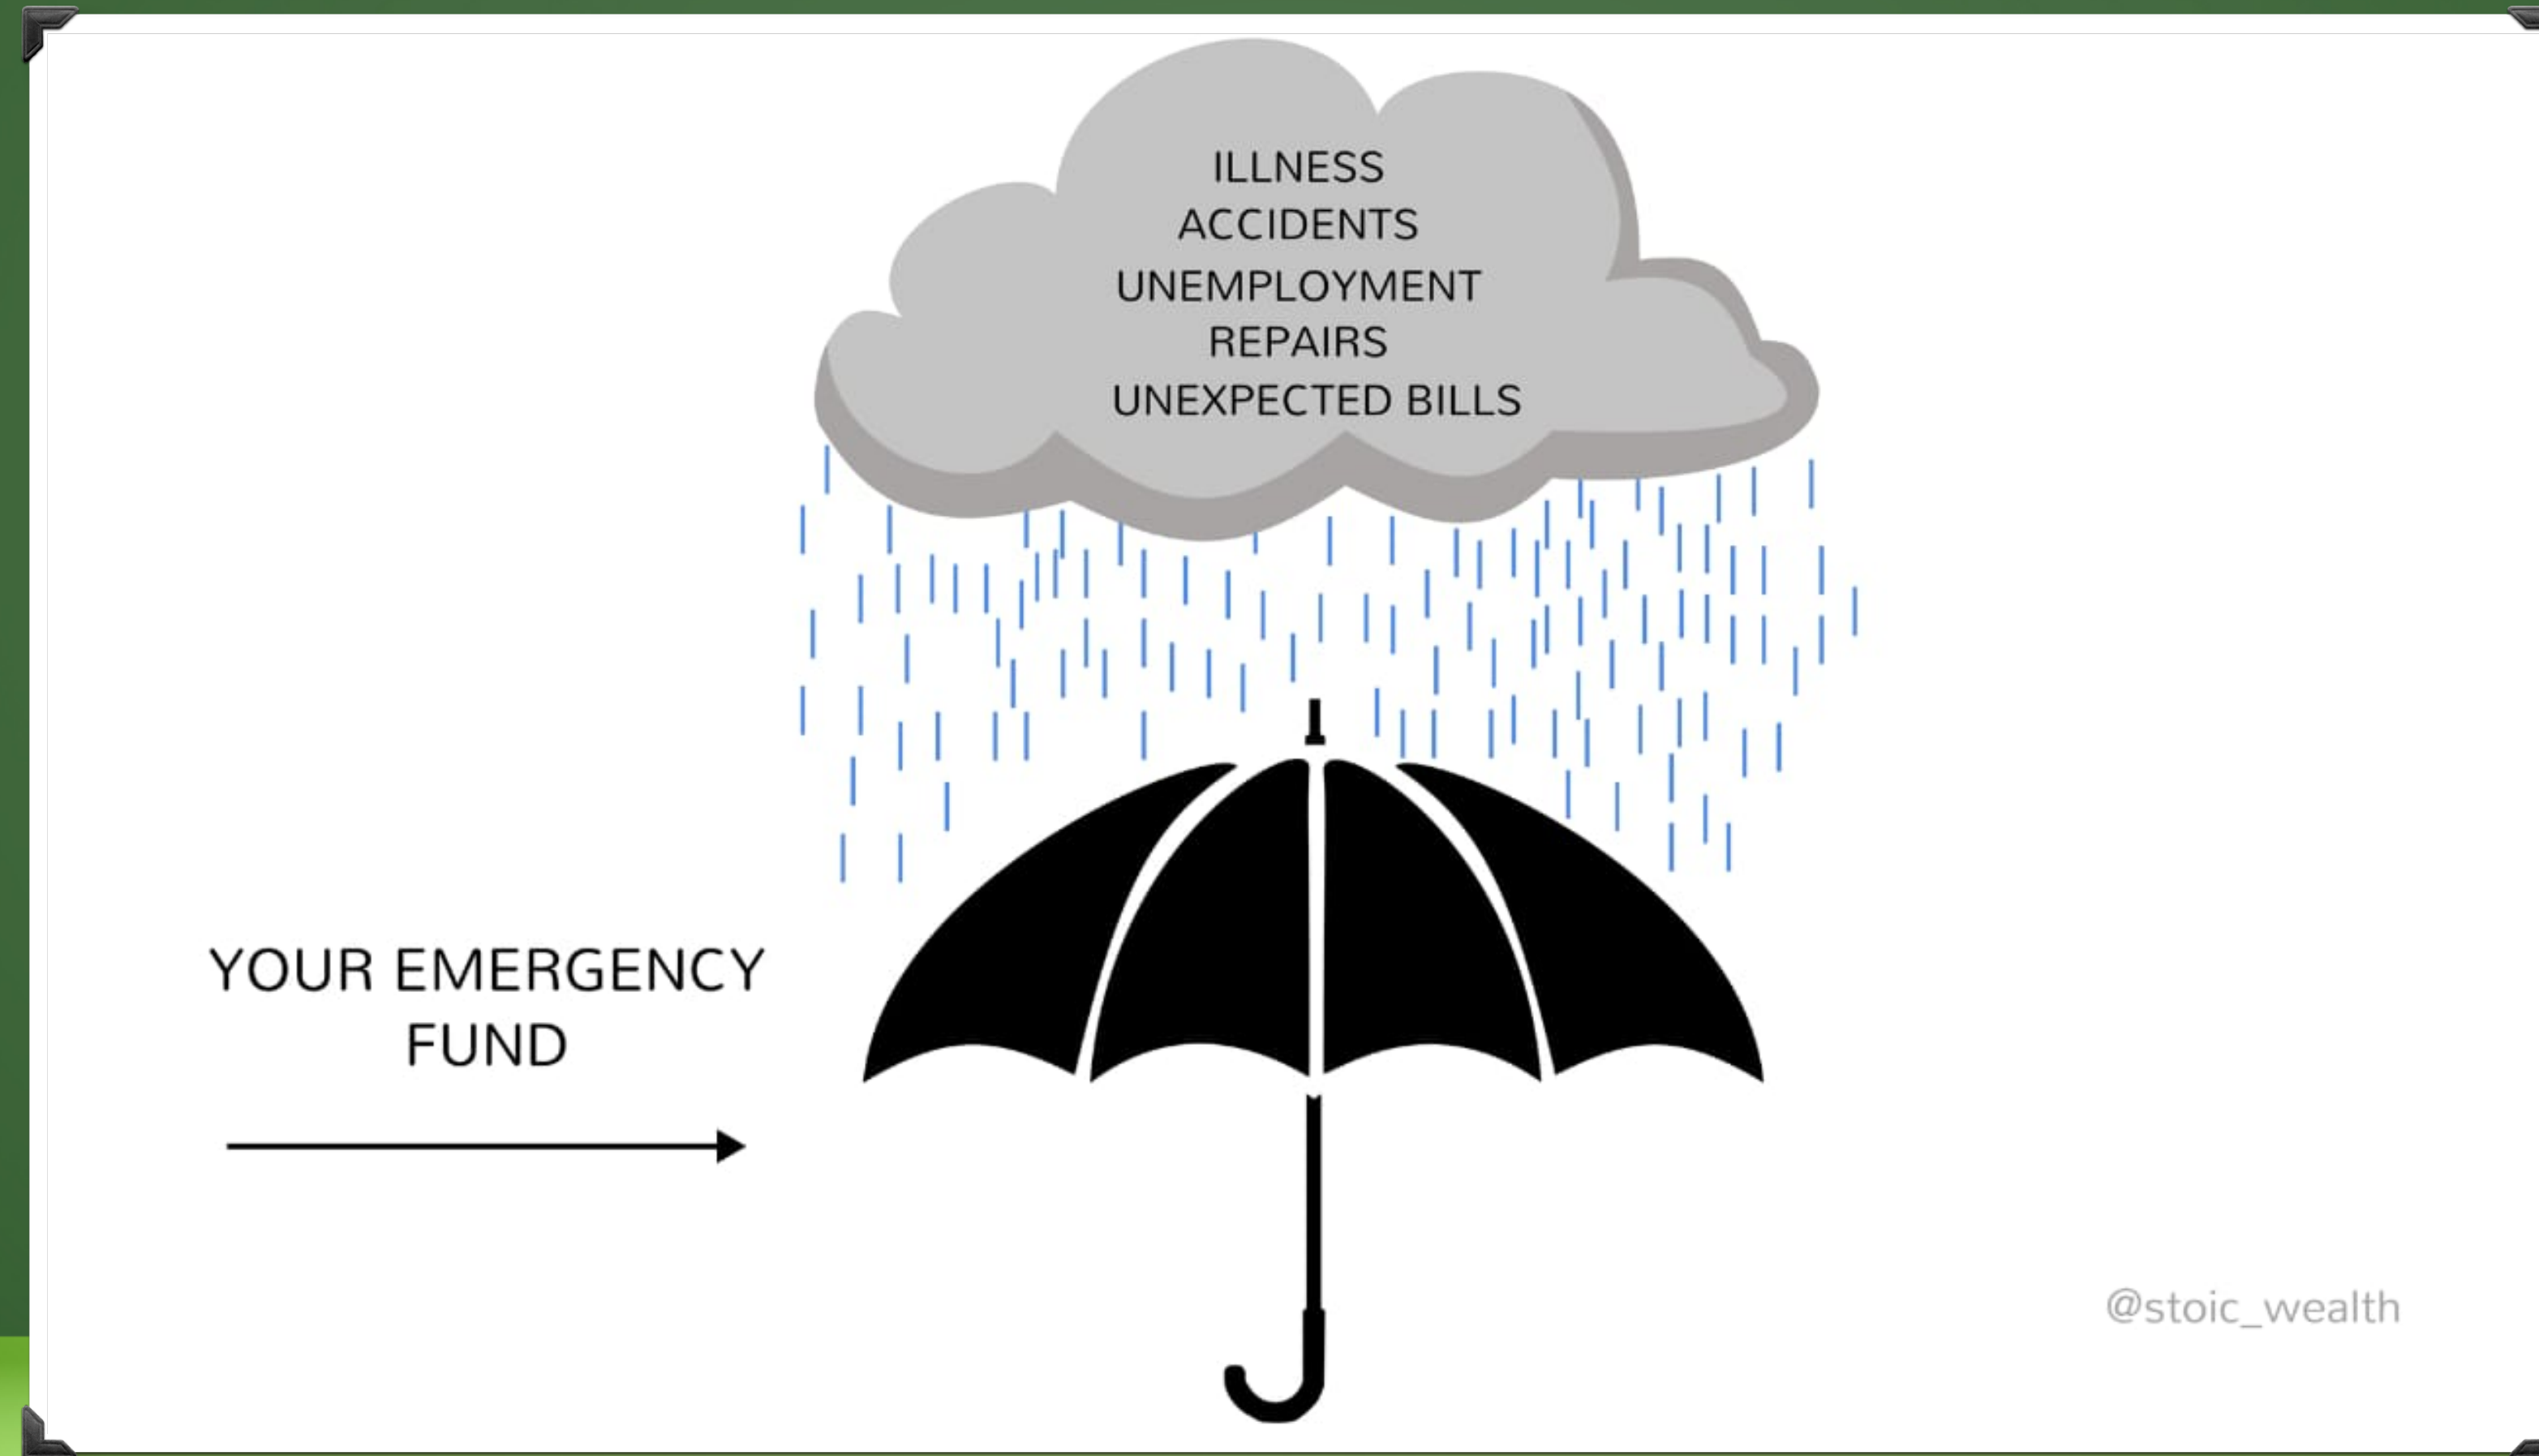 ILLNESS
ACCIDENTS
UNEMPLOYMENT
REPAIRS
UNEXPECTED BILLS
YOUR EMERGENCY
FUND
@stoic_wealth